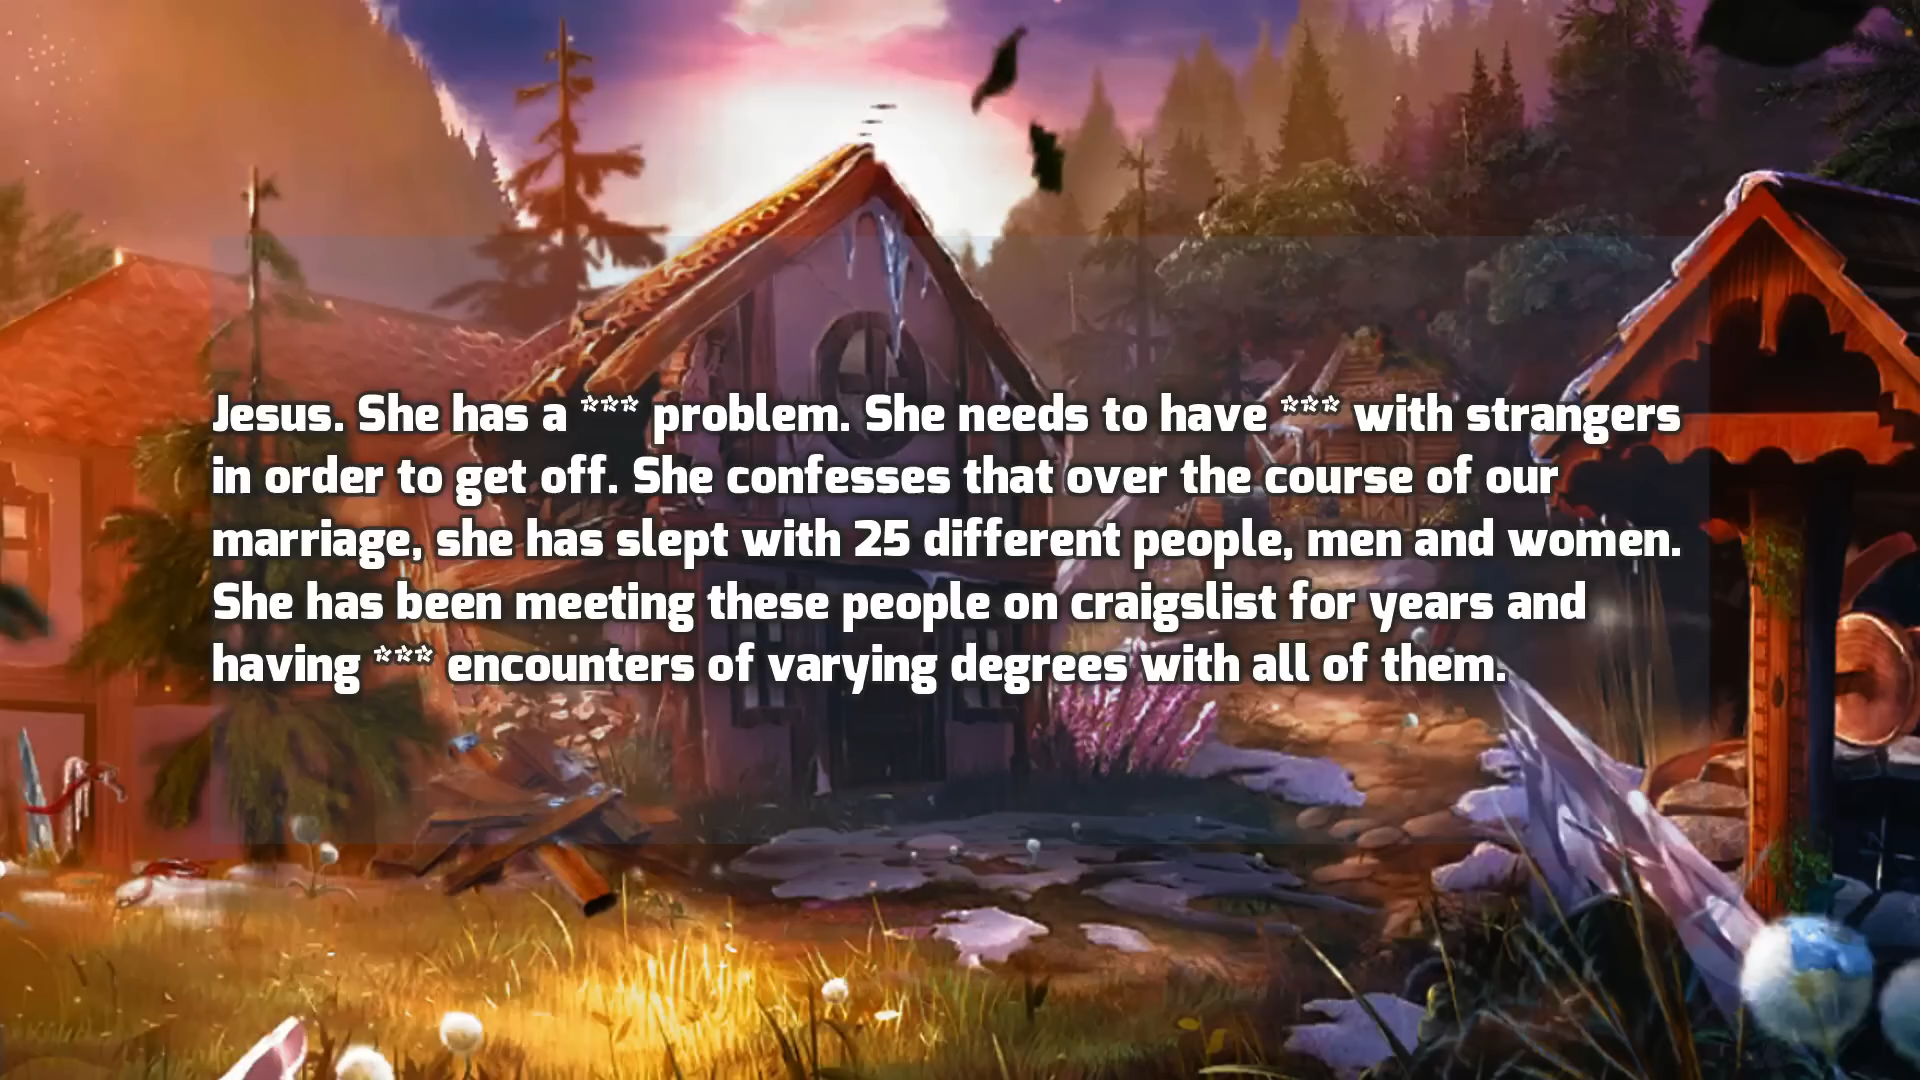 Jesus. She has a *** problem. She needs to have *** with strangers
in order to get off. She confesses that over the course of our
marriage, she has slept with 25 different people, men and women.
She has been meeting these people on craigslist for years and
having *** encounters of varying degrees with all of them.